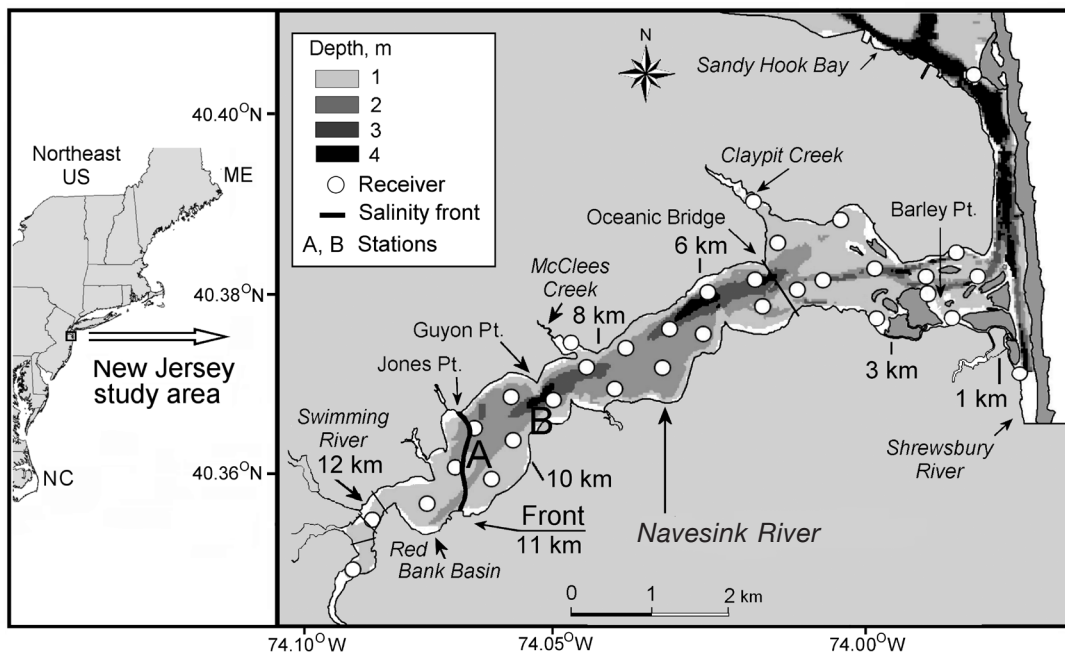 Northeast
US
ME
NC
New Jersey
study area
Depth, m
1
2
3
4
Receiver
Salinity front
A, B Stations
N
Sandy Hook Bay
Claypit Creek
Oceanic Bridge
Barley Pt.
6 km
McClees
Creek
8 km
Guyon Pt.
Jones Pt.
Swimming
River
12 km
A
B
10 km
3 km
1 km
Shrewsbury
River
Front
11 km
Navesink River
Red
Bank Basin
0 1 2 km
40.40°N
40.38°N
40.36°N
74.10°W 74.05°W 74.00°W